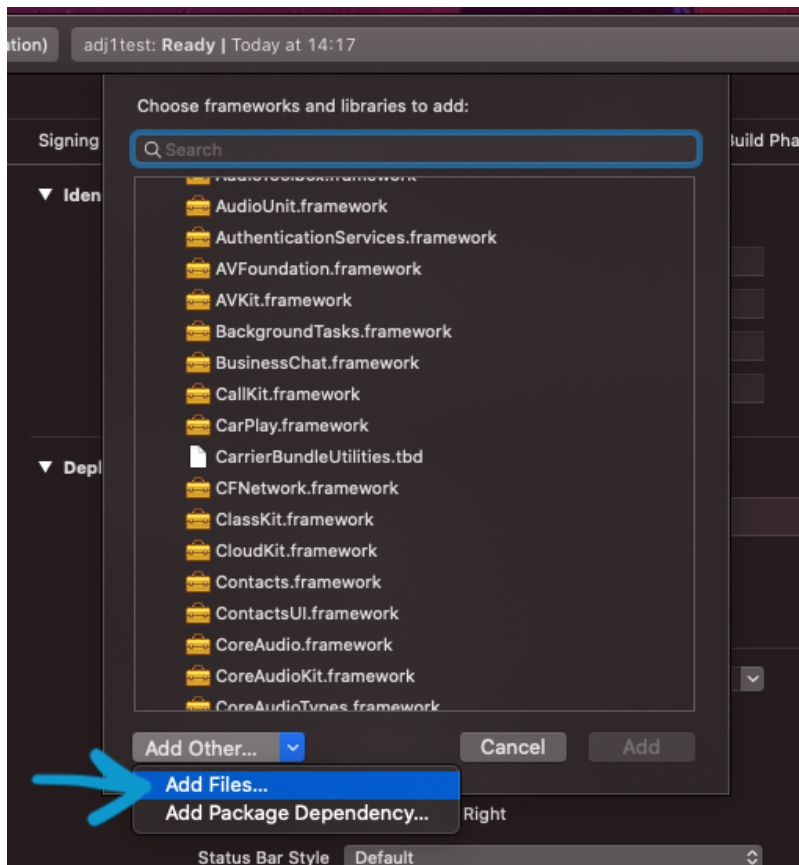 tion)
adj1test: Ready | Today at 14:17
Choose frameworks and libraries to add:
Signing
Build Pha
Search
AudioToolbox.framework
Iden
AudioUnit.framework
AuthenticationServices.framework
AVFoundation.framework
AVKit.framework
BackgroundTasks.framework
BusinessChat.framework
CallKit.framework
CarPlay.framework
CarrierBundleUtilities.tbd
Depl
CFNetwork.framework
ClassKit.framework
CloudKit.framework
Contacts.framework
ContactsUI.framework
CoreAudio.framework
CoreAudioKit.framework
CoreAudioTypes.framework
Add Other...
Cancel
Add
Add Files...
Add Package Dependency...
Right
Status Bar Style
Default